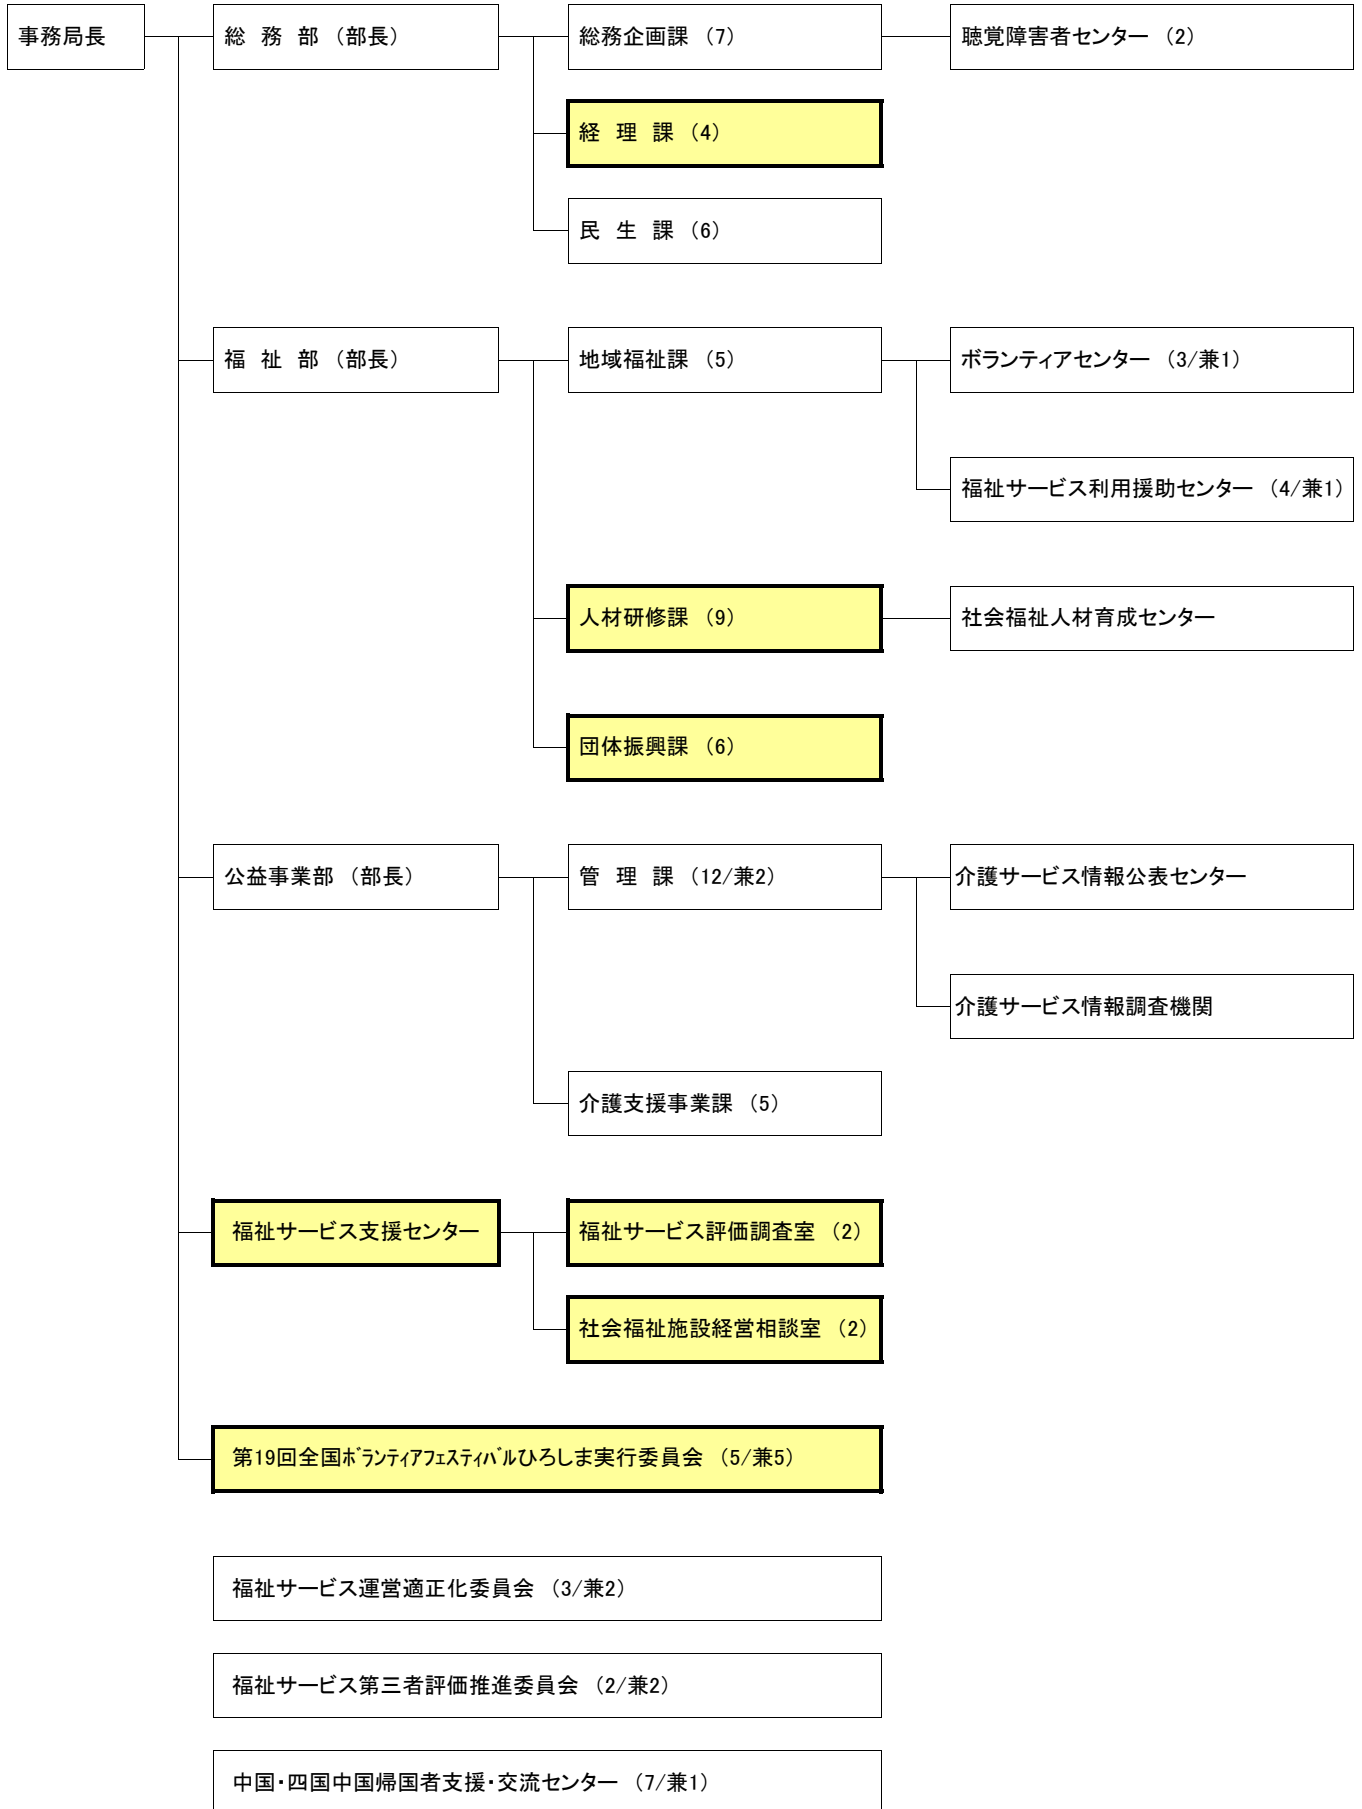 事務局長
総　務　部 （部長）
総務企画課 （7）
聴覚障害者センター （2）
経　理　課 （4）
民　生　課 （6）
福　祉　部 （部長）
地域福祉課 （5）
ボランティアセンター （3/兼1）
福祉サービス利用援助センター （4/兼1）
人材研修課 （9）
社会福祉人材育成センター
団体振興課 （6）
公益事業部 （部長）
管　理　課 （12/兼2）
介護サービス情報公表センター
介護サービス情報調査機関
介護支援事業課 （5）
福祉サービス支援センター
福祉サービス評価調査室 （2）
社会福祉施設経営相談室 （2）
第19回全国ﾎﾞﾗﾝﾃｨｱﾌｪｽﾃｨﾊﾞﾙひろしま実行委員会 （5/兼5）
福祉サービス運営適正化委員会 （3/兼2）
福祉サービス第三者評価推進委員会 （2/兼2）
中国・四国中国帰国者支援・交流センター （7/兼1）